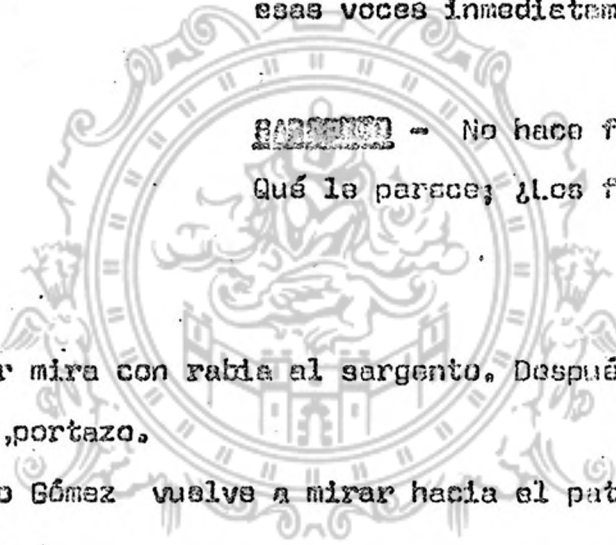 esas voces inmediatam
SARGENTO - No hace f
Qué le parece; ¿Los f
r mira con rabia al sargento. Despué
,portazo.
o Gómez vuelve a mirar hacia el pat